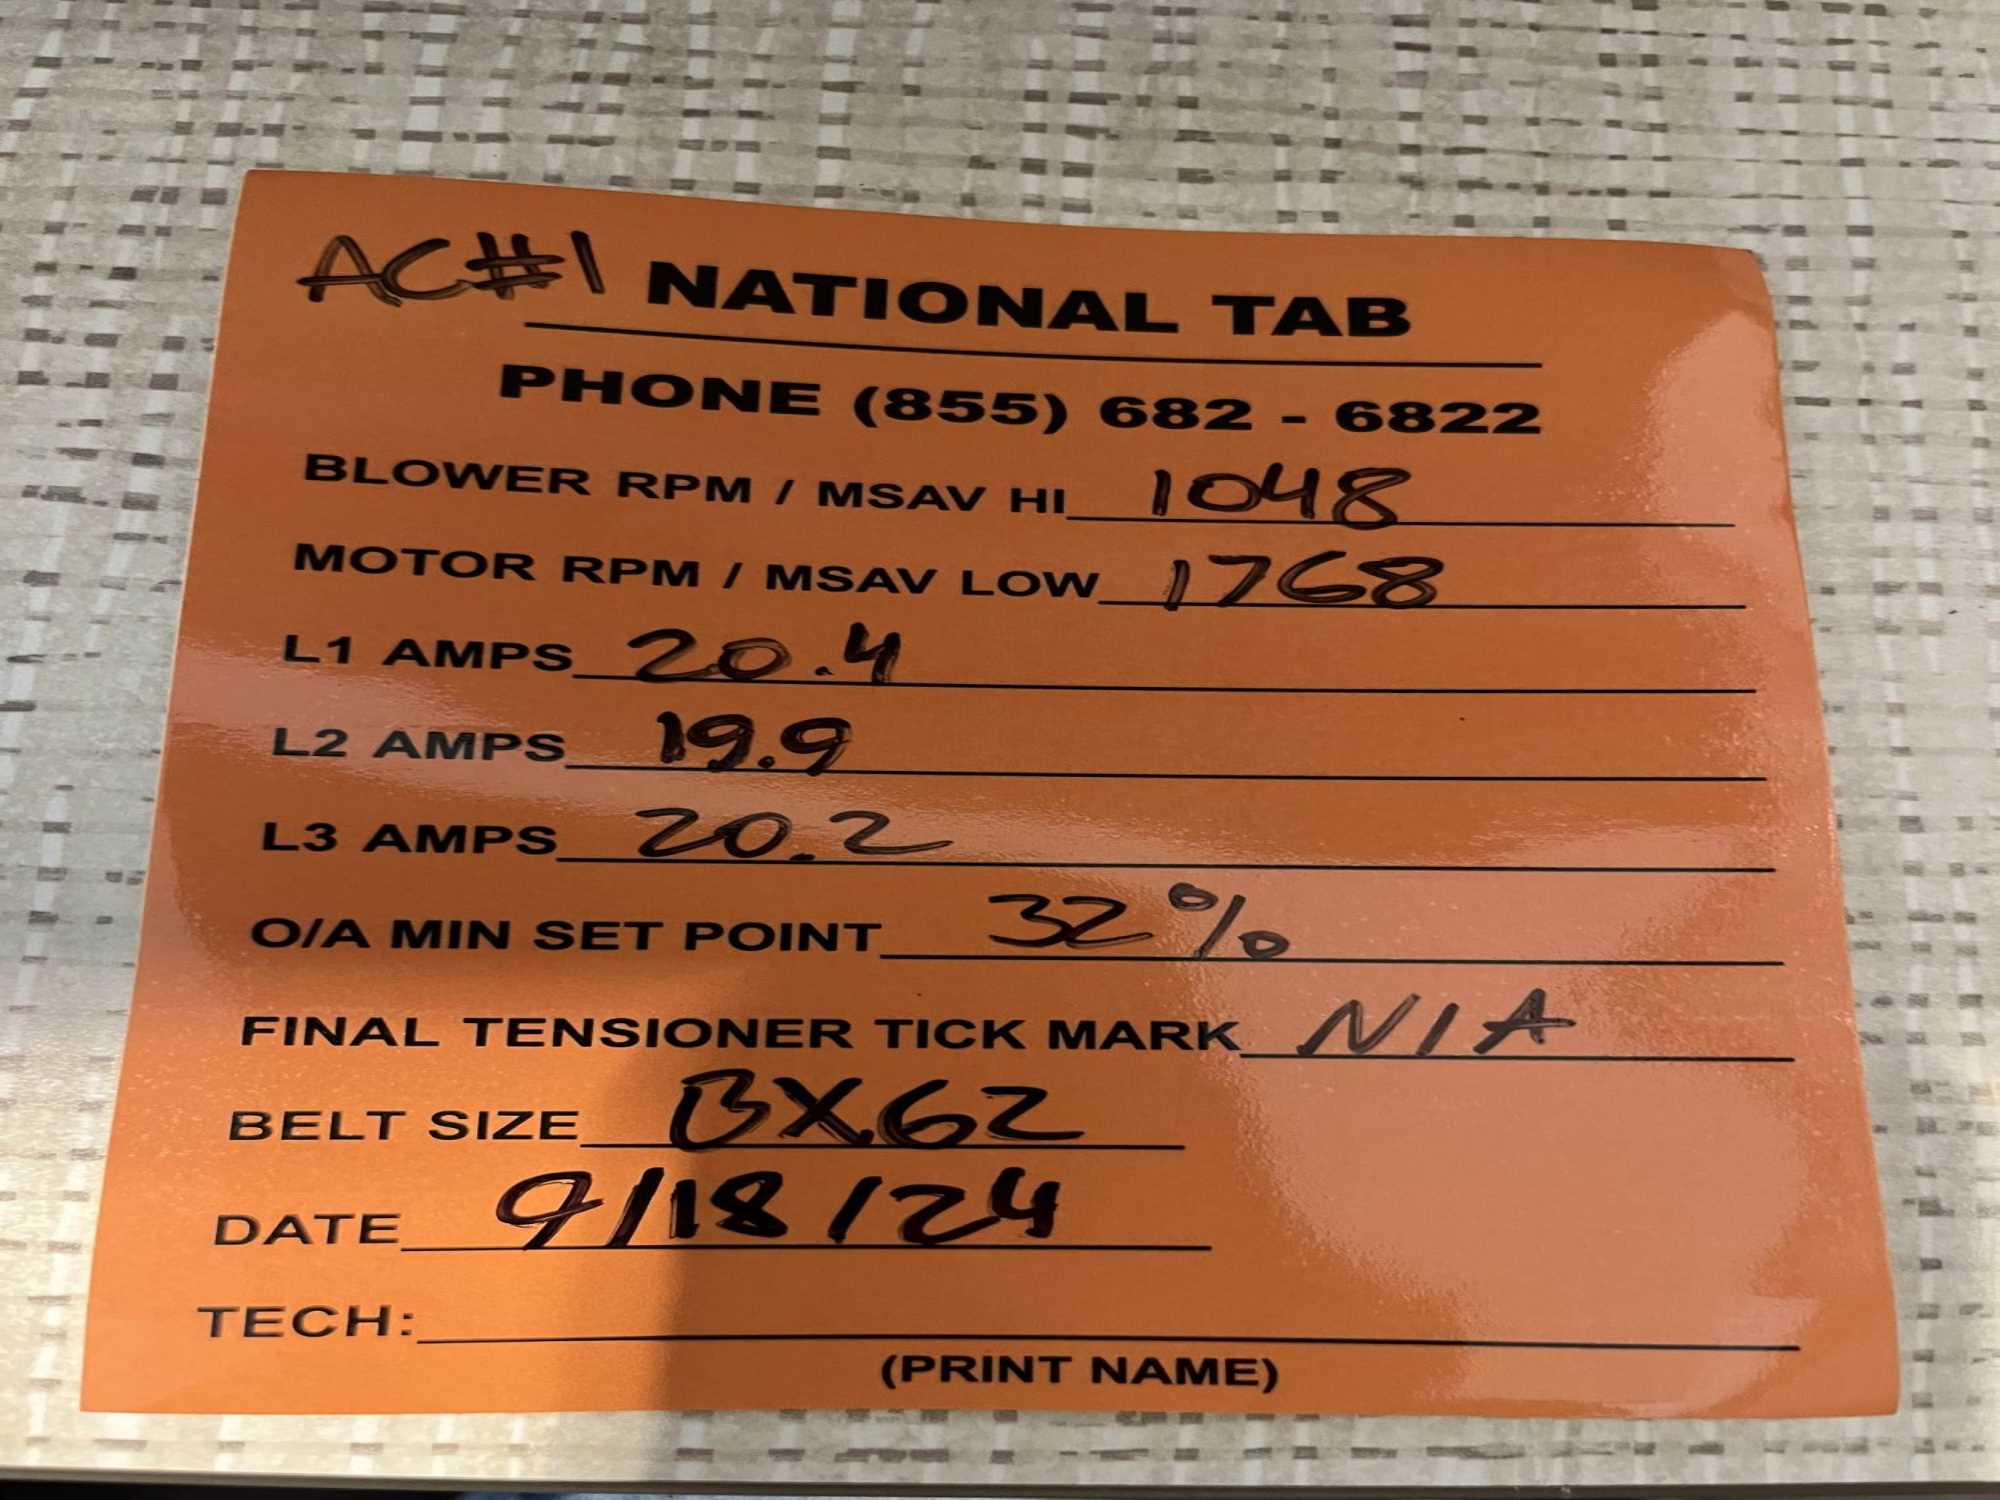 AC#1 NATIONAL TAB
PHONE (855) 682 - 6822
BLOWER RPM / MSAV HI 1048
MOTOR RPM / MSAV LOW 1768
L1 AMPS 20.4
L2 AMPS 19.9
L3 AMPS 20.2
O/A MIN SET POINT 32%
FINAL TENSIONER TICK MARK N/A
BELT SIZE BX62
DATE 9/18/24
TECH:
(PRINT NAME)